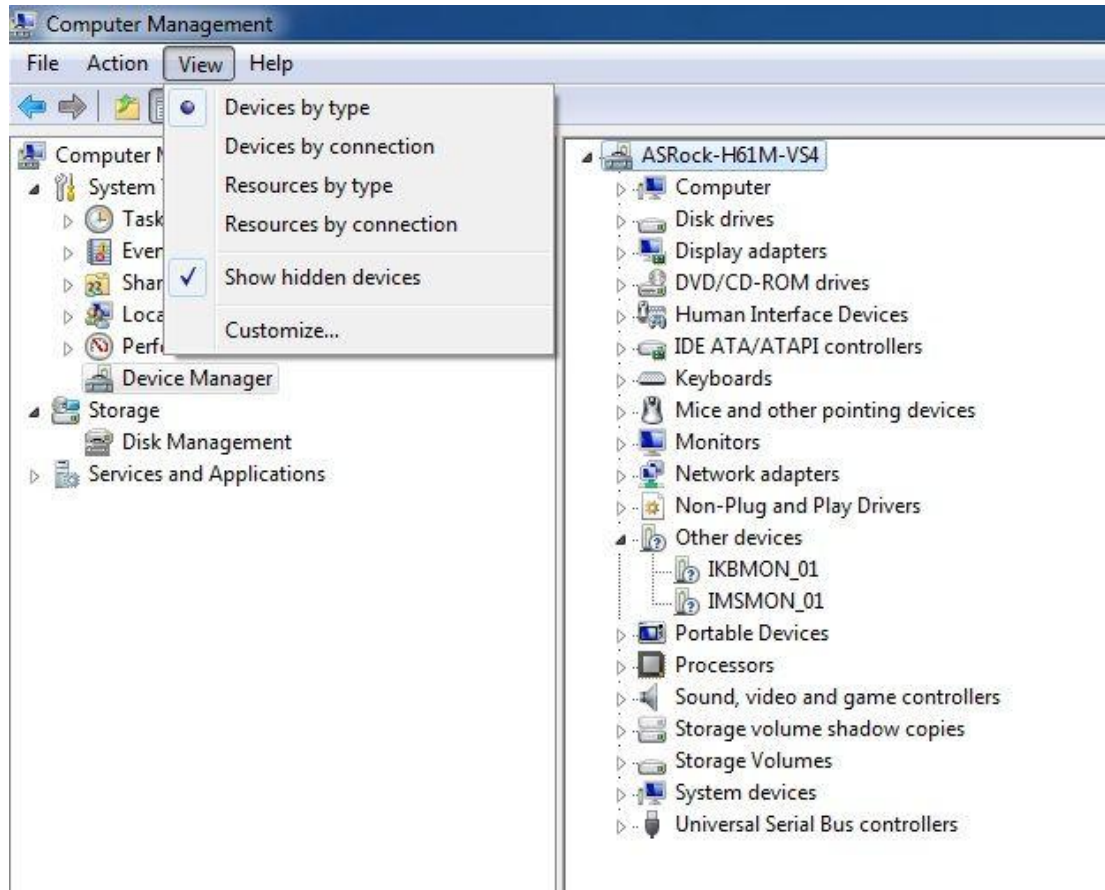 Computer Management
File Action View Help
Devices by type
Devices by connection
Resources by type
Resources by connection
Show hidden devices
Customize...
Computer
System
Task
Disk Management
Device Manager
Storage
Services and Applications
ASRock-H61M-VS4
Computer
Disk drives
Display adapters
DVD/CD-ROM drives
Human Interface Devices
IDE ATA/ATAPI controllers
Keyboards
Mice and other pointing devices
Monitors
Network adapters
Non-Plug and Play Drivers
Other devices
IKBMON_01
IMSMON_01
Portable Devices
Processors
Sound, video and game controllers
Storage volume shadow copies
Storage Volumes
System devices
Universal Serial Bus controllers